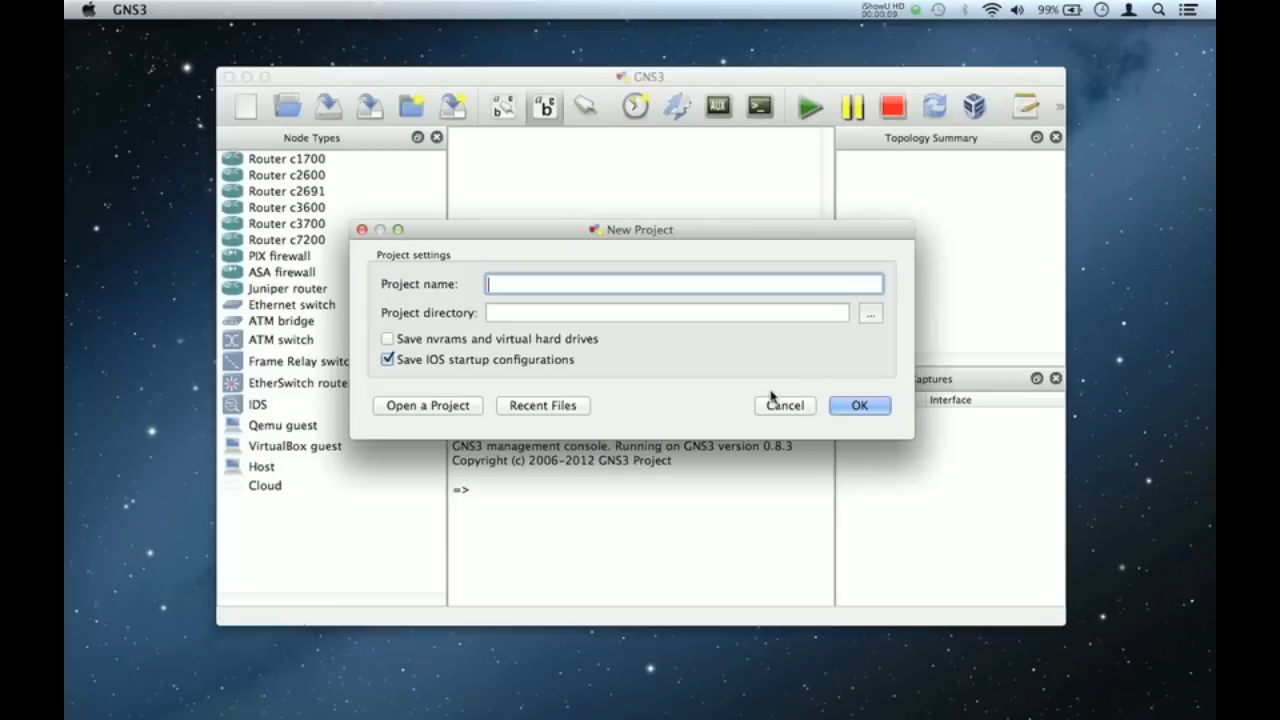 GNS3
iShowU HD
00:00:09
99%
GNS3
Node Types
Topology Summary
Router c1700
Router c2600
Router c2691
Router c3600
Router c3700
Router c7200
PIX firewall
ASA firewall
Juniper router
Ethernet switch
ATM bridge
ATM switch
Frame Relay switc
EtherSwitch route
IDS
Qemu guest
VirtualBox guest
Host
Cloud
New Project
Project settings
Project name:
Project directory:
...
Save nvrams and virtual hard drives
Save IOS startup configurations
Open a Project
Recent Files
Cancel
OK
aptures
Interface
GNS3 management console. Running on GNS3 version 0.8.3
Copyright (c) 2006-2012 GNS3 Project
=>
AUX